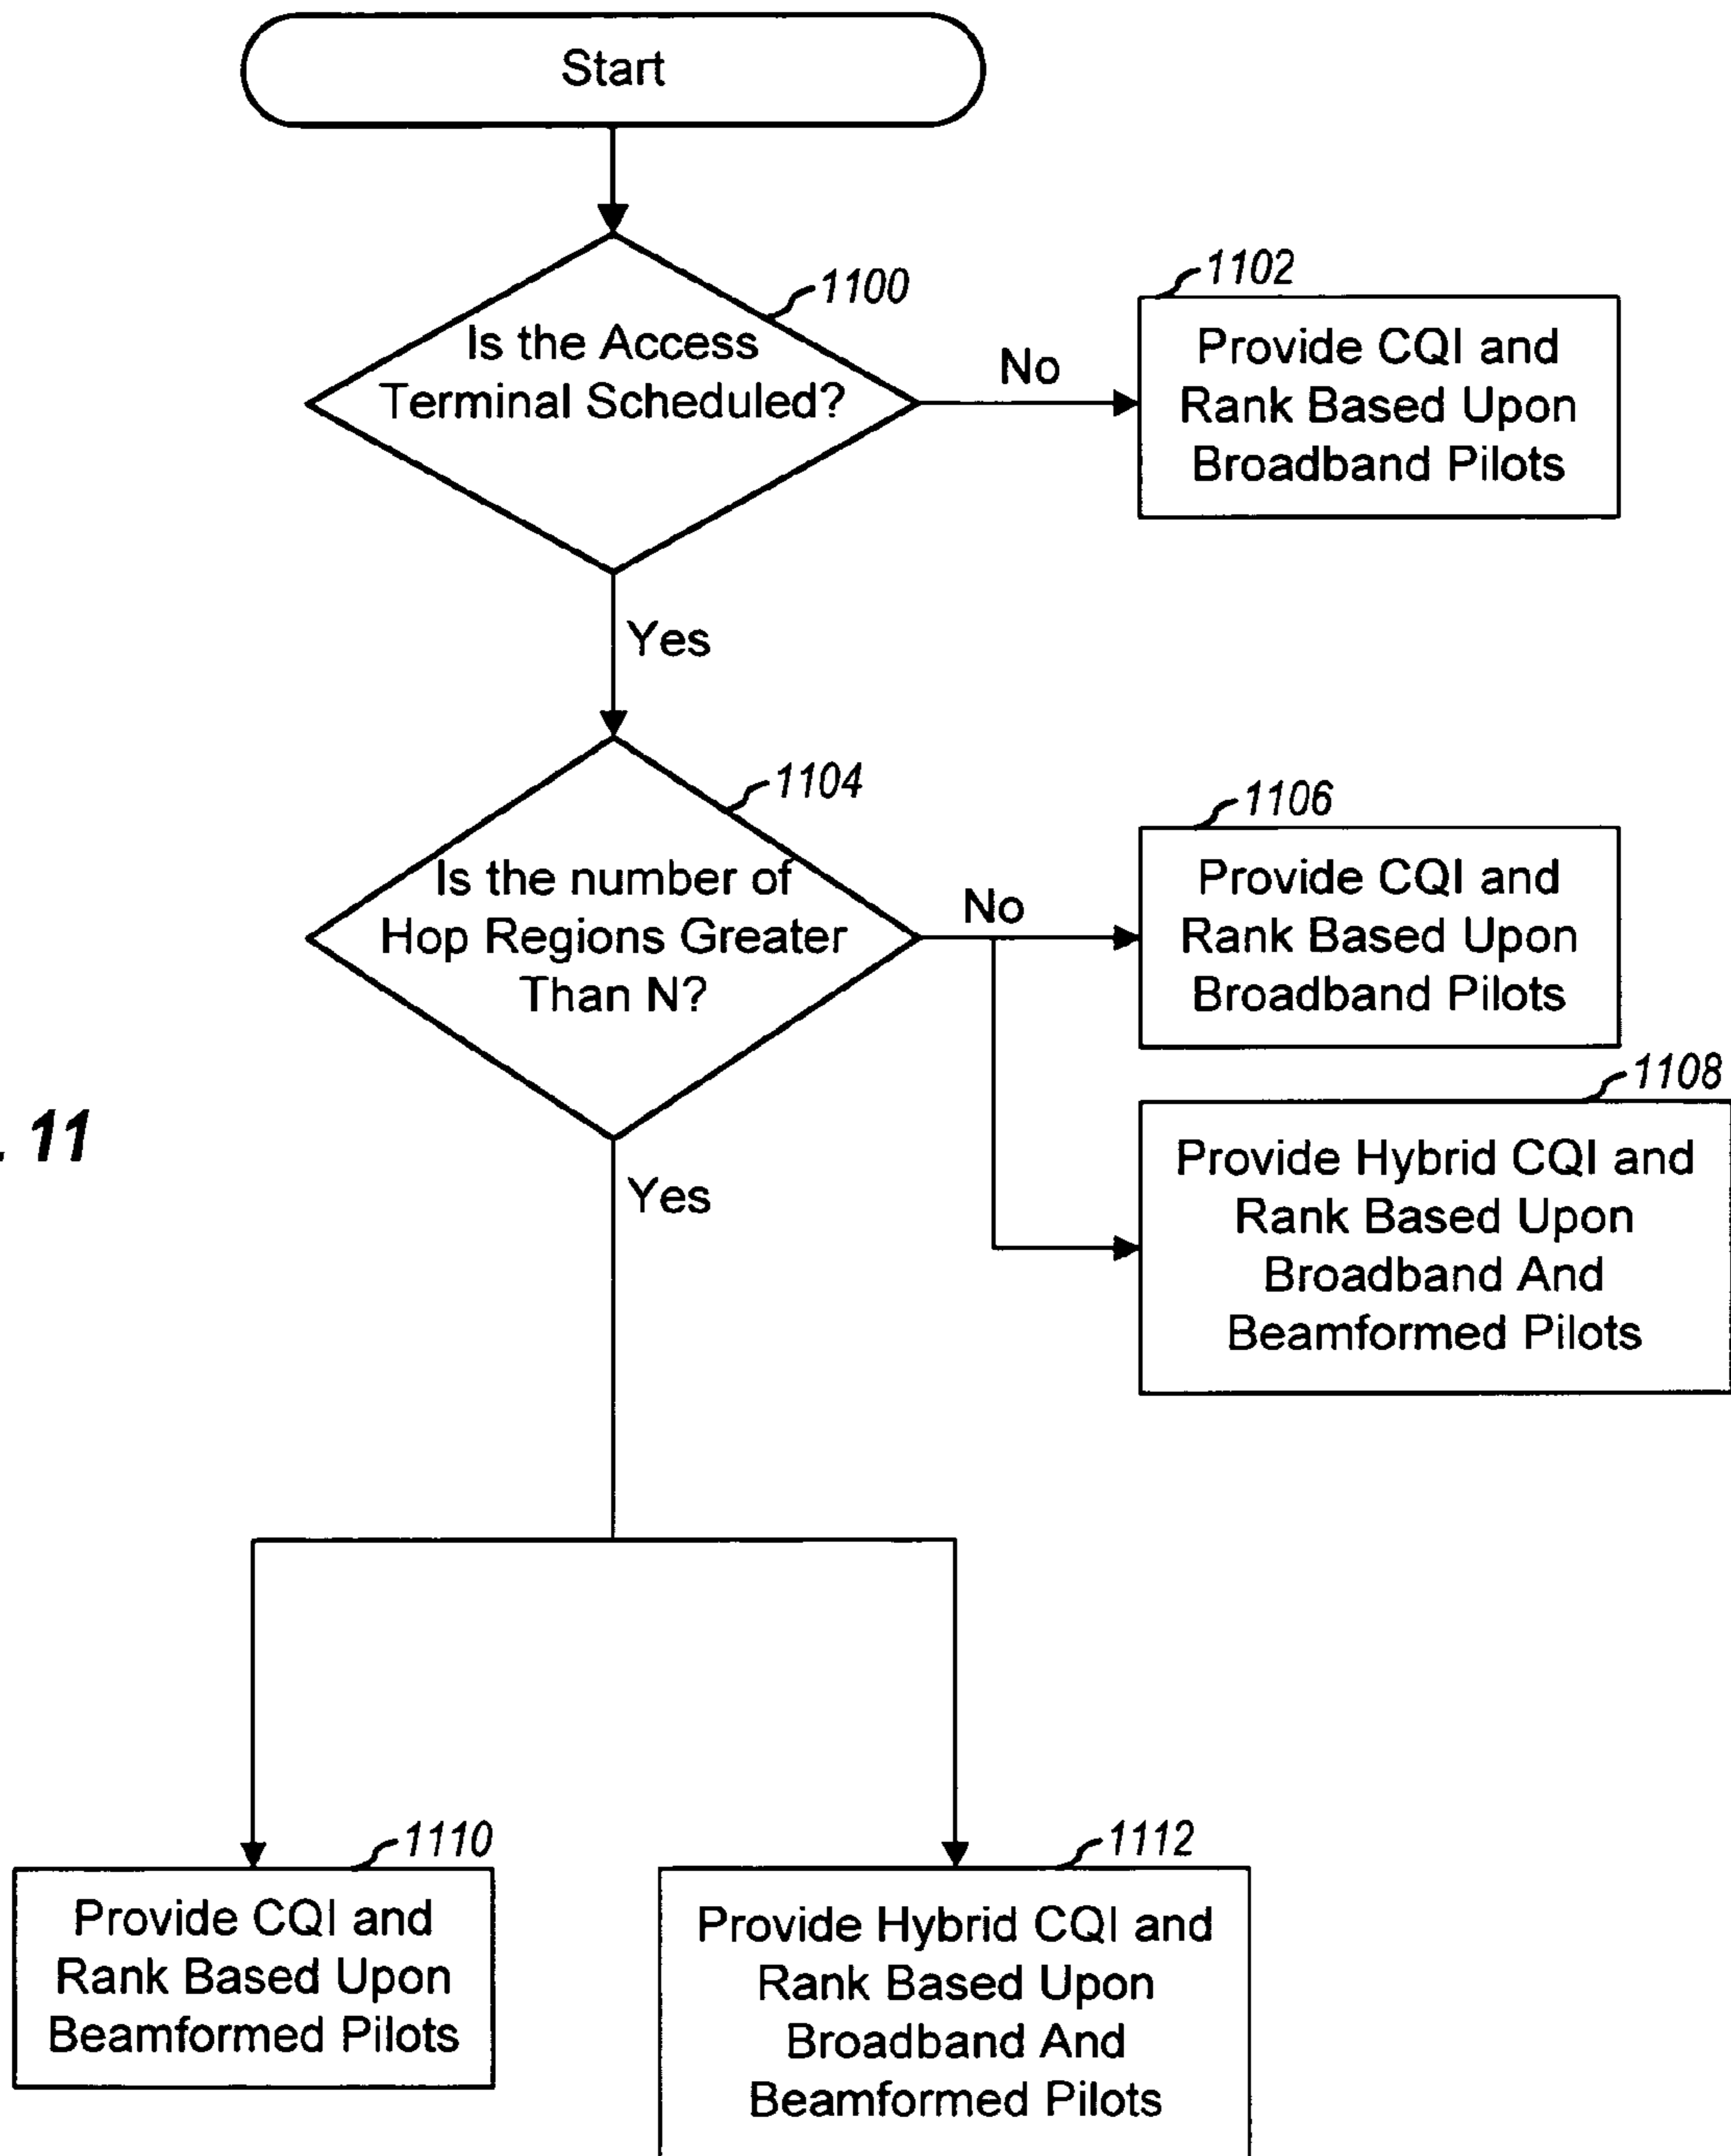 Start
1100
Is the Access
Terminal Scheduled?
No
1102
Provide CQI and
Rank Based Upon
Broadband Pilots
Yes
1104
Is the number of
Hop Regions Greater
Than N?
No
1106
Provide CQI and
Rank Based Upon
Broadband Pilots
1108
Provide Hybrid CQI and
Rank Based Upon
Broadband And
Beamformed Pilots
. 11
Yes
1110
Provide CQI and
Rank Based Upon
Beamformed Pilots
1112
Provide Hybrid CQI and
Rank Based Upon
Broadband And
Beamformed Pilots